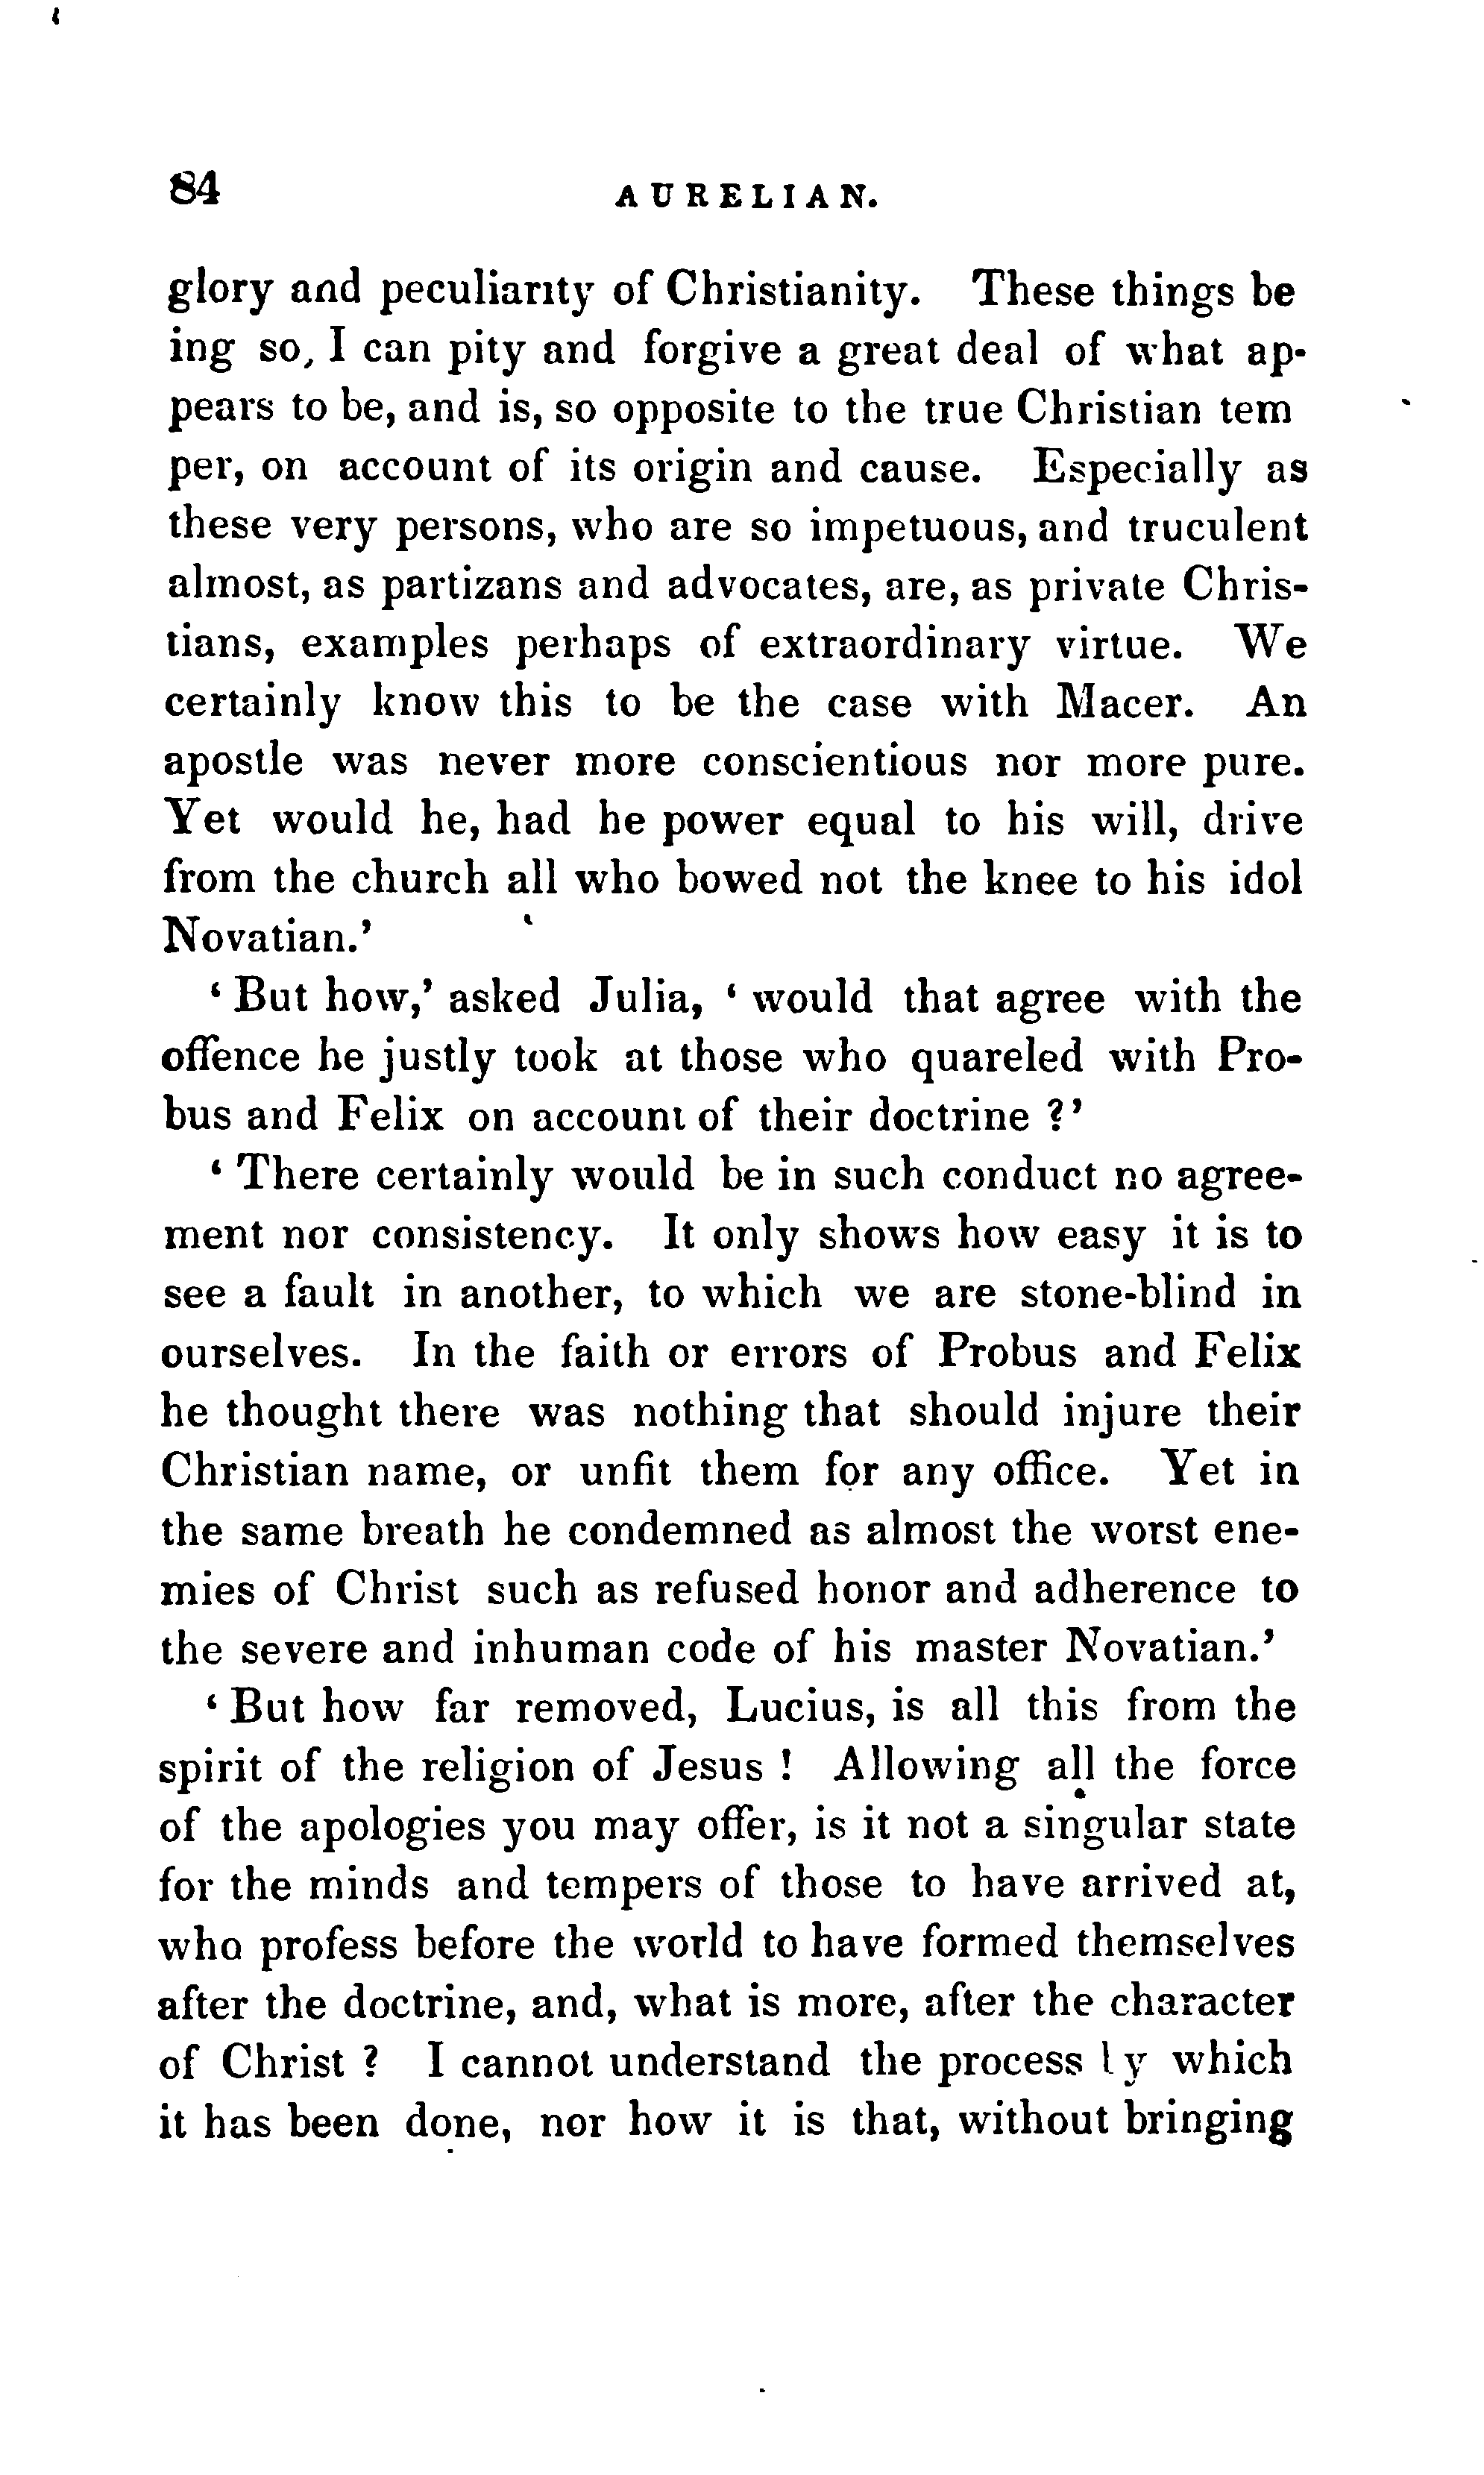 84 AURELIAN.
glory and peculiarity of Christianity. These things be
ing so, I can pity and forgive a great deal of what ap-
pears to be, and is, so opposite to the true Christian tem
per, on account of its origin and cause. Especially as
these very persons, who are so impetuous, and truculent
almost, as partizans and advocates, are, as private Chris-
tians, examples perhaps of extraordinary virtue. We
certainly know this to be the case with Macer. An
apostle was never more conscientious nor more pure.
Yet would he, had he power equal to his will, drive
from the church all who bowed not the knee to his idol
Novatian.'
‘ But how,’ asked Julia, ‘ would that agree with the
offence he justly took at those who quareled with Pro-
bus and Felix on account of their doctrine ?’
‘ There certainly would be in such conduct no agree-
ment nor consistency. It only shows how easy it is to
see a fault in another, to which we are stone-blind in
ourselves. In the faith or errors of Probus and Felix
he thought there was nothing that should injure their
Christian name, or unfit them for any office. Yet in
the same breath he condemned as almost the worst ene-
mies of Christ such as refused honor and adherence to
the severe and inhuman code of his master Novatian.’
‘ But how far removed, Lucius, is all this from the
spirit of the religion of Jesus ! Allowing all the force
of the apologies you may offer, is it not a singular state
for the minds and tempers of those to have arrived at,
who profess before the world to have formed themselves
after the doctrine, and, what is more, after the character
of Christ ? I cannot understand the process ly which
it has been done, nor how it is that, without bringing